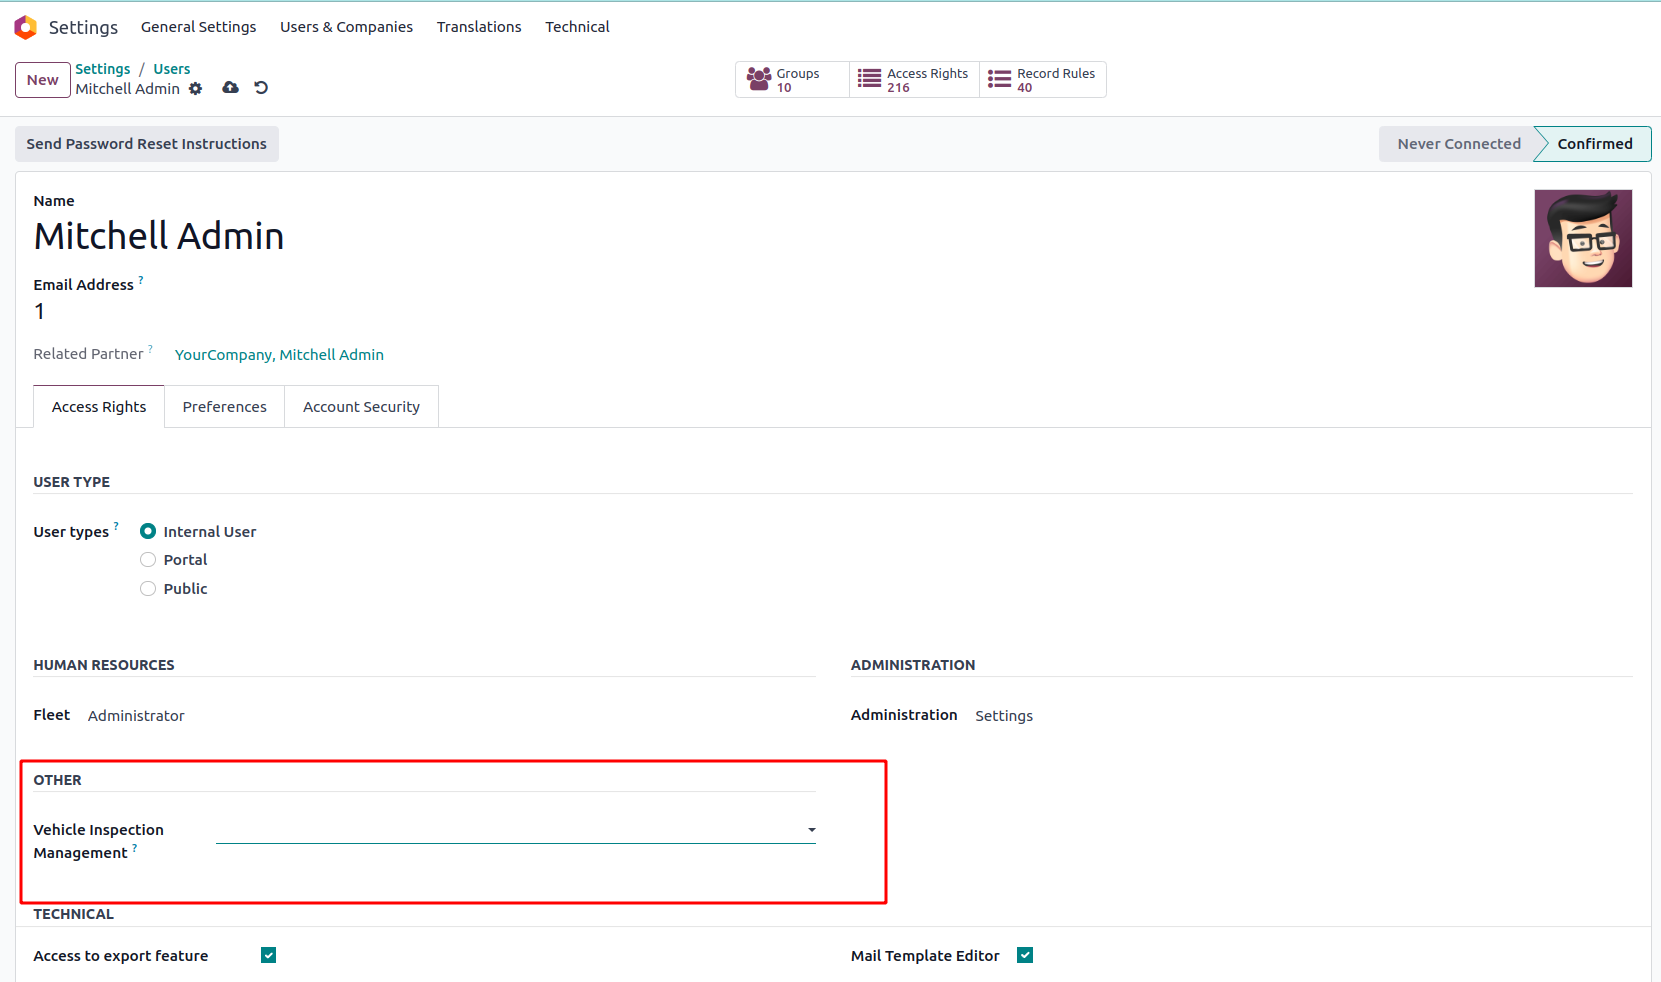 Settings General Settings Users & Companies Translations Technical
New
Settings / Users
Mitchell Admin
Groups
10
Access Rights
216
Record Rules
40
Send Password Reset Instructions
Never Connected
Confirmed
Name
Mitchell Admin
Email Address ?
1
Related Partner ? YourCompany, Mitchell Admin
Access Rights Preferences Account Security
USER TYPE
User types ? Internal User
Portal
Public
HUMAN RESOURCES
Fleet Administrator
ADMINISTRATION
Administration Settings
OTHER
Vehicle Inspection
Management ?
TECHNICAL
Access to export feature
Mail Template Editor